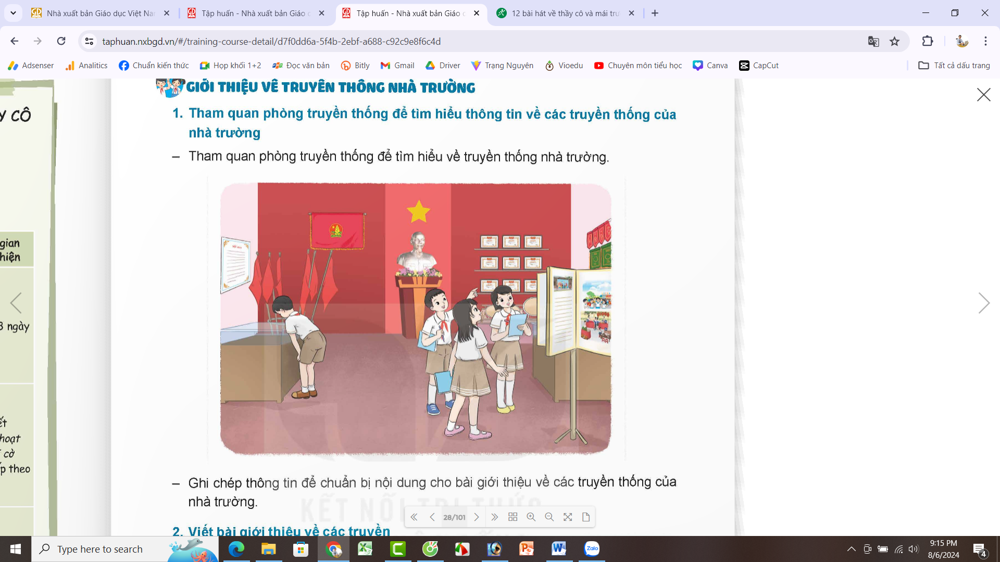 Nhà xuất bản Giáo dục Việt Nam
Tập huấn - Nhà xuất bản Giáo d
Tập huấn - Nhà xuất bản Giáo d
12 bài hát về thầy cô và mái trư
taphuan.nxbgd.vn/#/training-course-detail/d7f0dd6a-5f4b-2ebf-a688-c92c9e8f6c4d
Adsenser Analitics Chuẩn kiến thức Họp khối 1+2 Đọc văn bản Bitly Gmail Driver Trạng Nguyên Vioedu Chuyên môn tiểu học Canva CapCut Tất cả dấu trang
GIỚI THIỆU VỀ TRUYỀN THỐNG NHÀ TRƯỜNG
1. Tham quan phòng truyền thống để tìm hiểu thông tin về các truyền thống của
nhà trường
– Tham quan phòng truyền thống để tìm hiểu về truyền thống nhà trường.
y cô
gian
hiện
3 ngày
ết
hoạt
cờ
p theo
– Ghi chép thông tin để chuẩn bị nội dung cho bài giới thiệu về các truyền thống của
nhà trường.
KẾT NỐI TRI THỨC
28/101
2. Viết bài giới thiệu về các truyền
Type here to search
Zalo
9:15 PM
8/6/2024
4